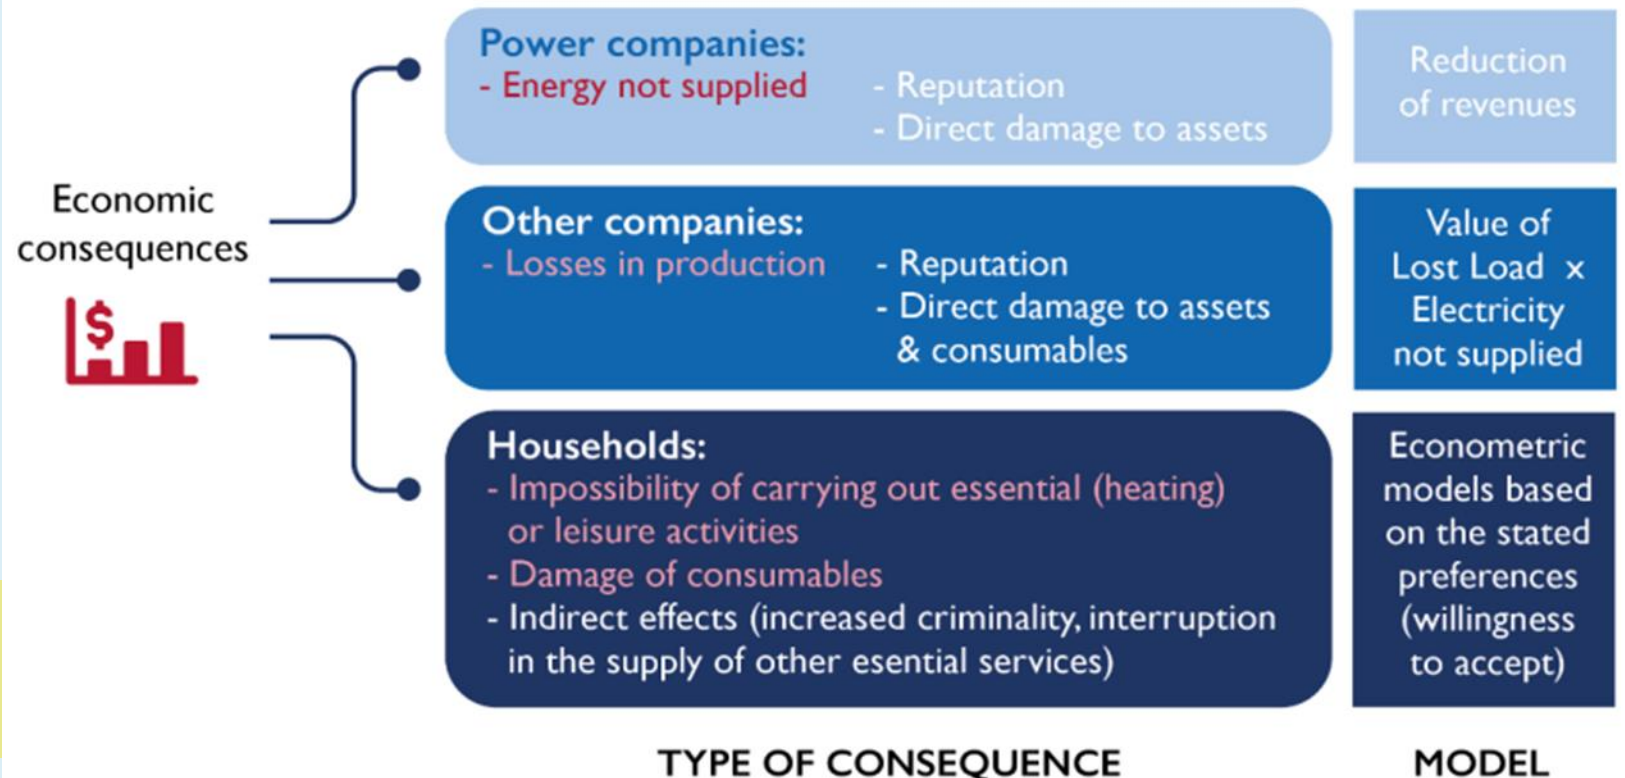 Economic
consequences
$
Power companies:
- Energy not supplied
- Reputation
- Direct damage to assets
Reduction
of revenues
Other companies:
- Losses in production
- Reputation
- Direct damage to assets
& consumables
Value of
Lost Load x
Electricity
not supplied
Households:
- Impossibility of carrying out essential (heating)
or leisure activities
- Damage of consumables
- Indirect effects (increased criminality, interruption
in the supply of other esential services)
Econometric
models based
on the stated
preferences
(willingness
to accept)
TYPE OF CONSEQUENCE
MODEL